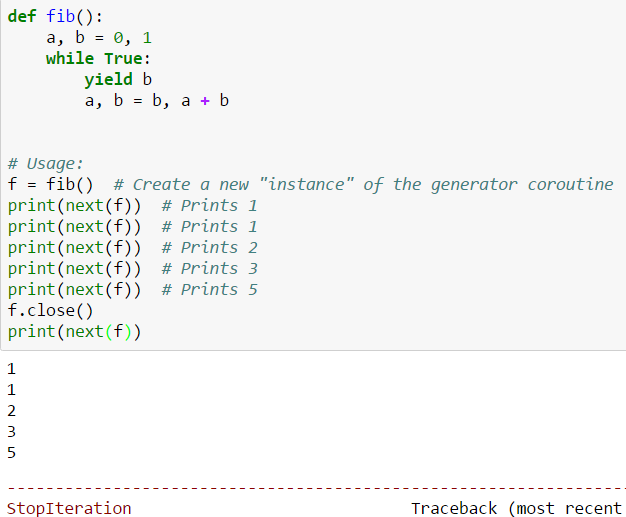 def fib():
    a, b = 0, 1
    while True:
        yield b
        a, b = b, a + b
# Usage:
f = fib()  # Create a new "instance" of the generator coroutine
print(next(f))  # Prints 1
print(next(f))  # Prints 1
print(next(f))  # Prints 2
print(next(f))  # Prints 3
print(next(f))  # Prints 5
f.close()
print(next(f))
1
1
2
3
5
---------------------------------------------------------------
StopIteration                             Traceback (most recent